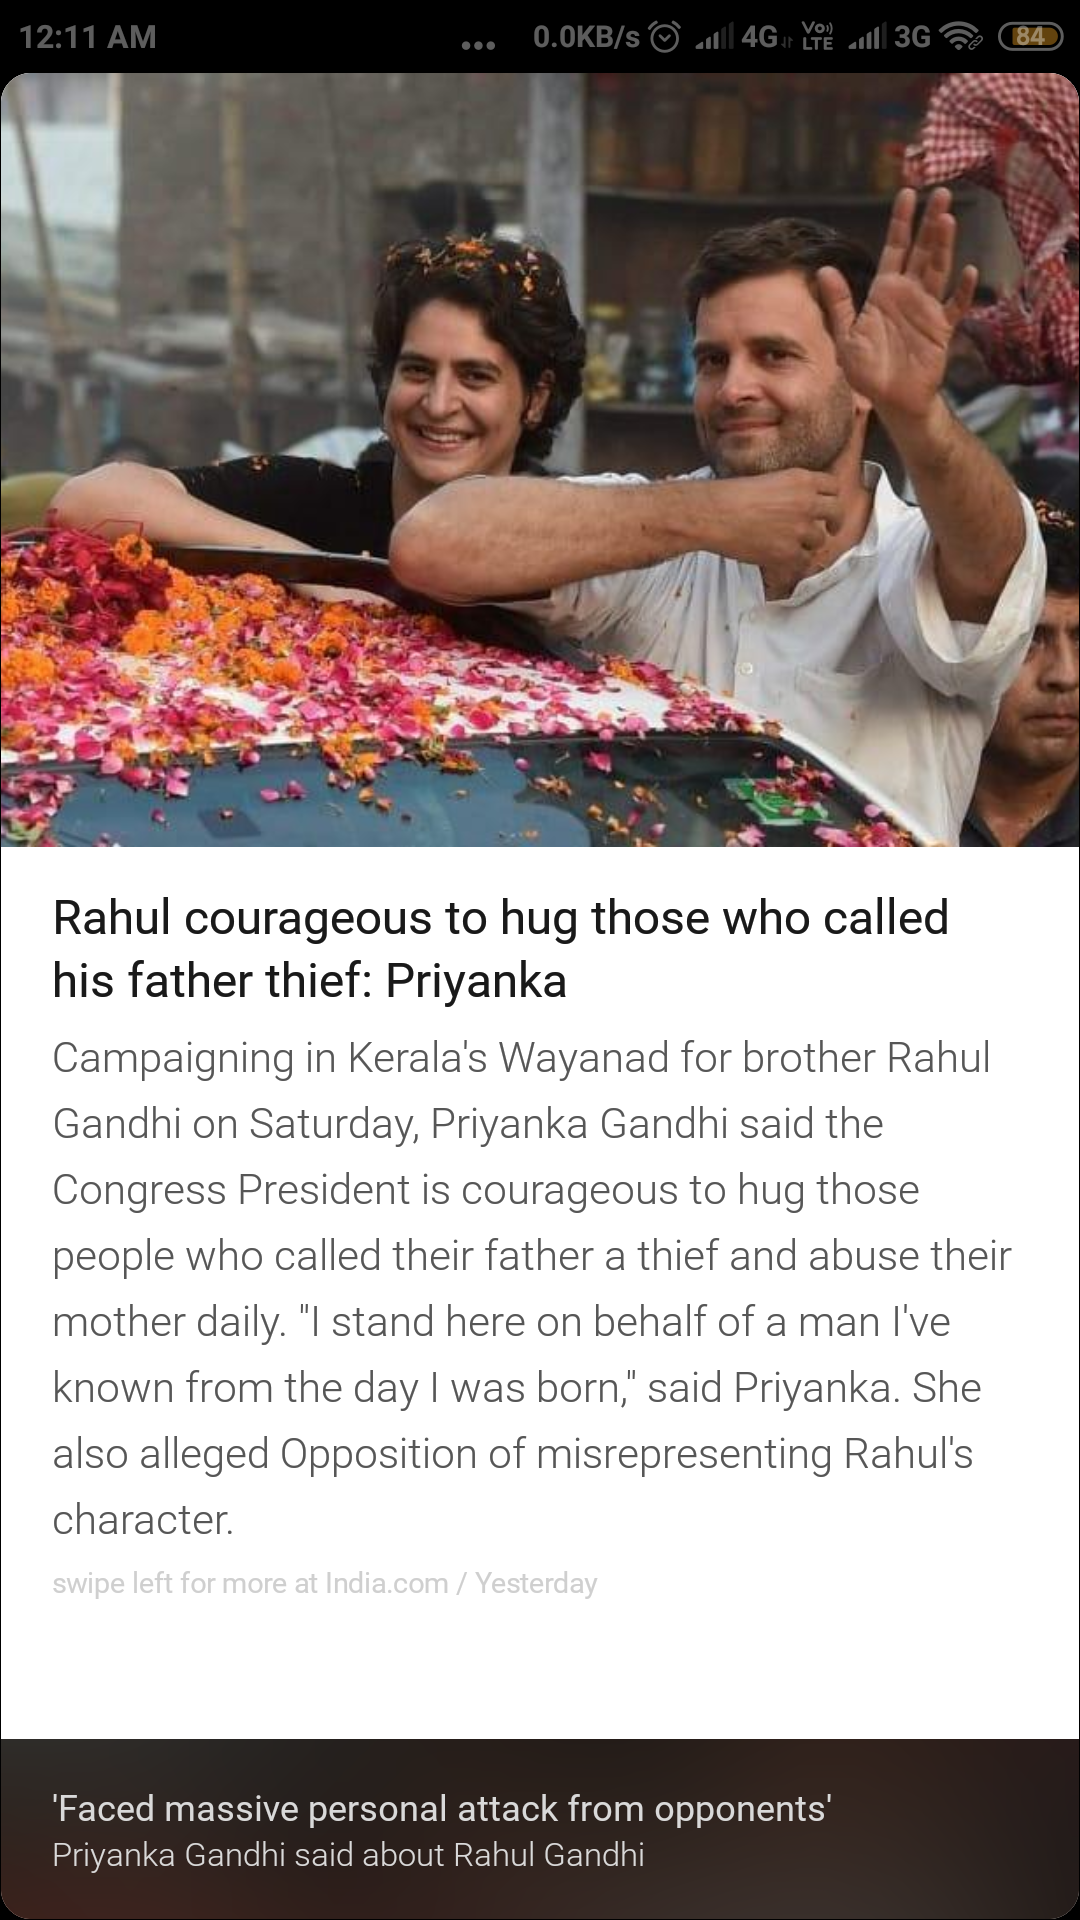 12:11 AM ... 0.0KB/s 4G Vo) LTE 3G 84
Rahul courageous to hug those who called
his father thief: Priyanka
Campaigning in Kerala's Wayanad for brother Rahul
Gandhi on Saturday, Priyanka Gandhi said the
Congress President is courageous to hug those
people who called their father a thief and abuse their
mother daily. "I stand here on behalf of a man I've
known from the day I was born," said Priyanka. She
also alleged Opposition of misrepresenting Rahul's
character.
swipe left for more at India.com / Yesterday
'Faced massive personal attack from opponents'
Priyanka Gandhi said about Rahul Gandhi